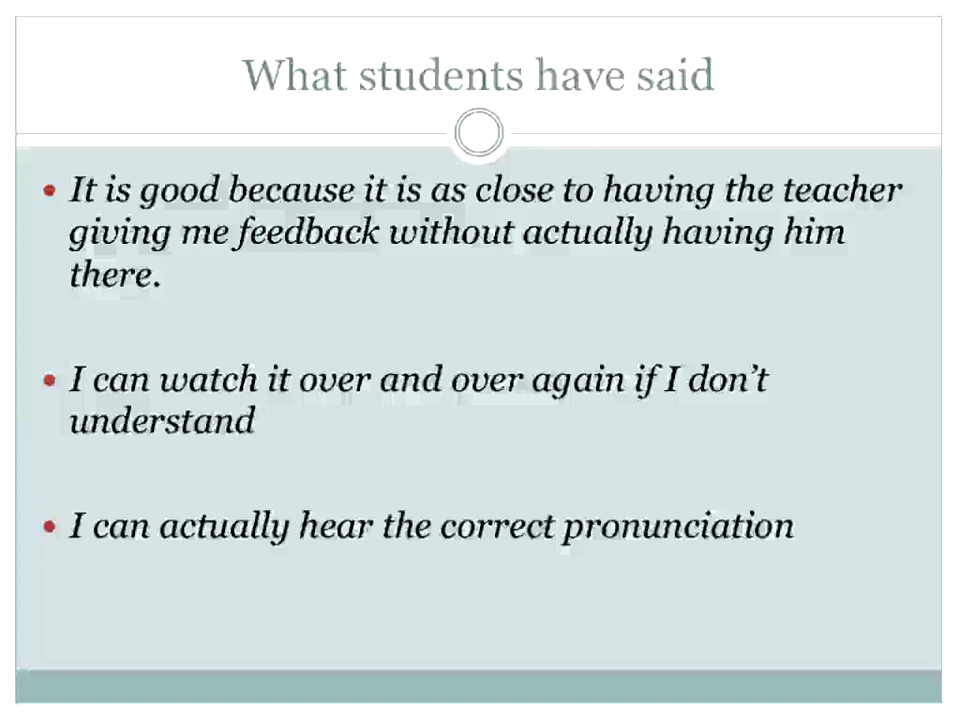 What students have said
• It is good because it is as close to having the teacher
giving me feedback without actually having him
there.
• I can watch it over and over again if I don't
understand
• I can actually hear the correct pronunciation